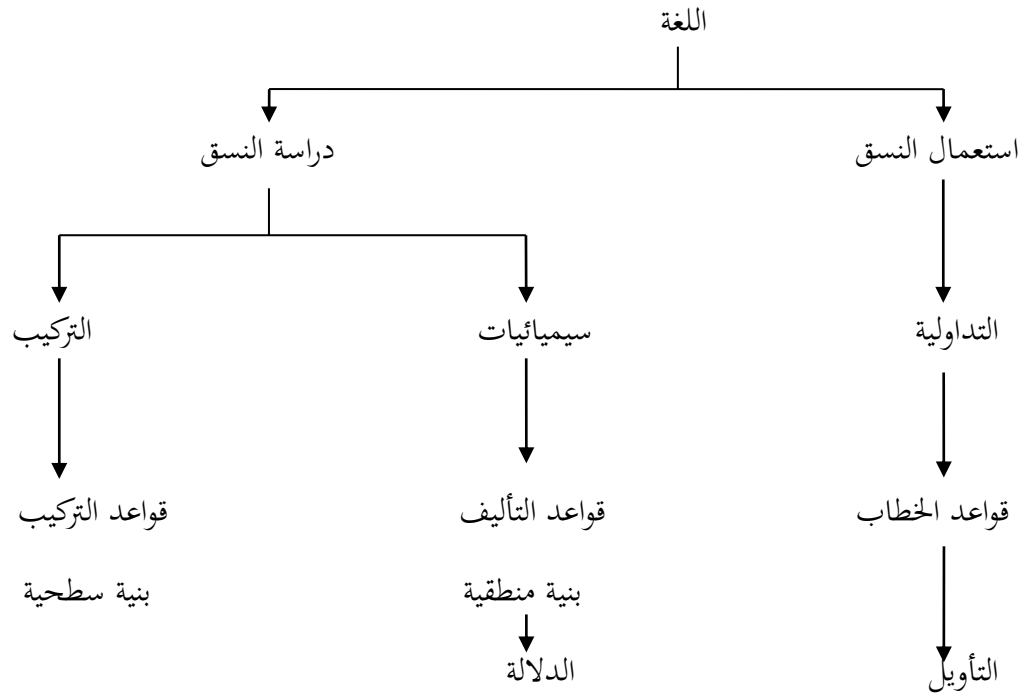 اللغة
استعمال النسق
دراسة النسق
التداولية
سيميائيات
التركيب
قواعد الخطاب
قواعد التأليف
قواعد التركيب
بنية منطقية
بنية سطحية
التأويل
الدلالة